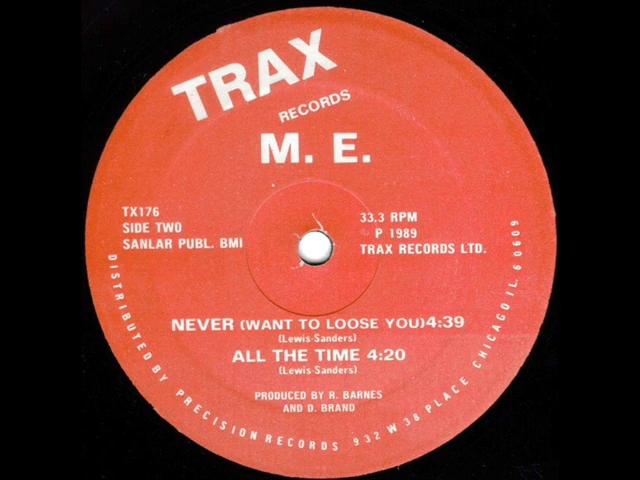 TRAX
RECORDS
M. E.
TX176
SIDE TWO
SANLAR PUBL. BMI
33.3 RPM
℗ P 1989
TRAX RECORDS LTD.
NEVER (WANT TO LOOSE YOU) 4:39
(Lewis-Sanders)
ALL THE TIME 4:20
(Lewis-Sanders)
PRODUCED BY R. BARNES
AND D. BRAND
DISTRIBUTED BY PRECISION RECORDS 932 W 38 PLACE CHICAGO IL. 60609